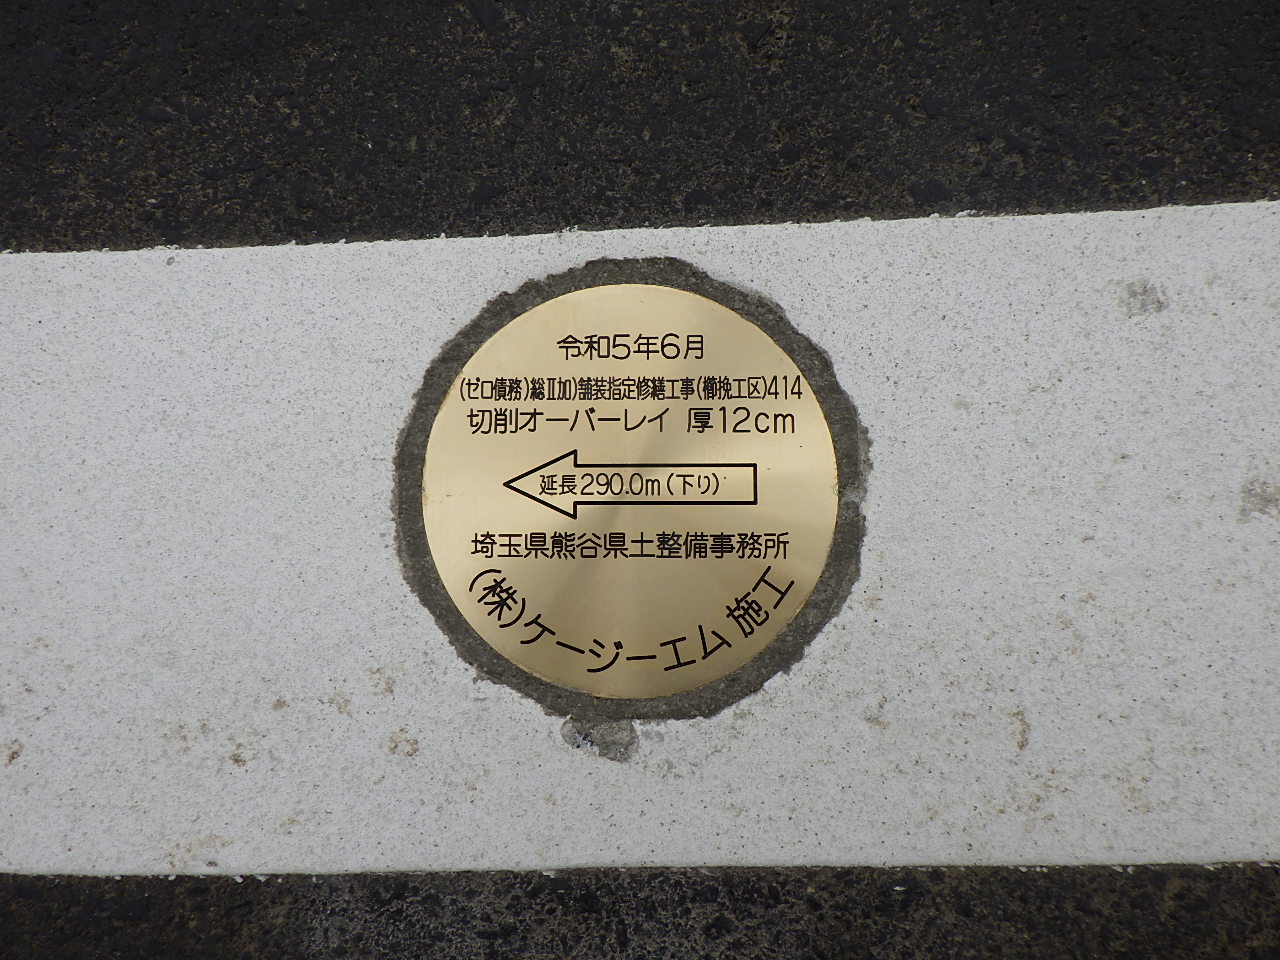 令和5年6月
(ゼロ債務)総Ⅱ加)舗装指定修繕工事(櫛挽工区)414
切削オーバーレイ 厚12cm
延長290.0m(下り)
埼玉県熊谷県土整備事務所
(株)ケージーエム 施工